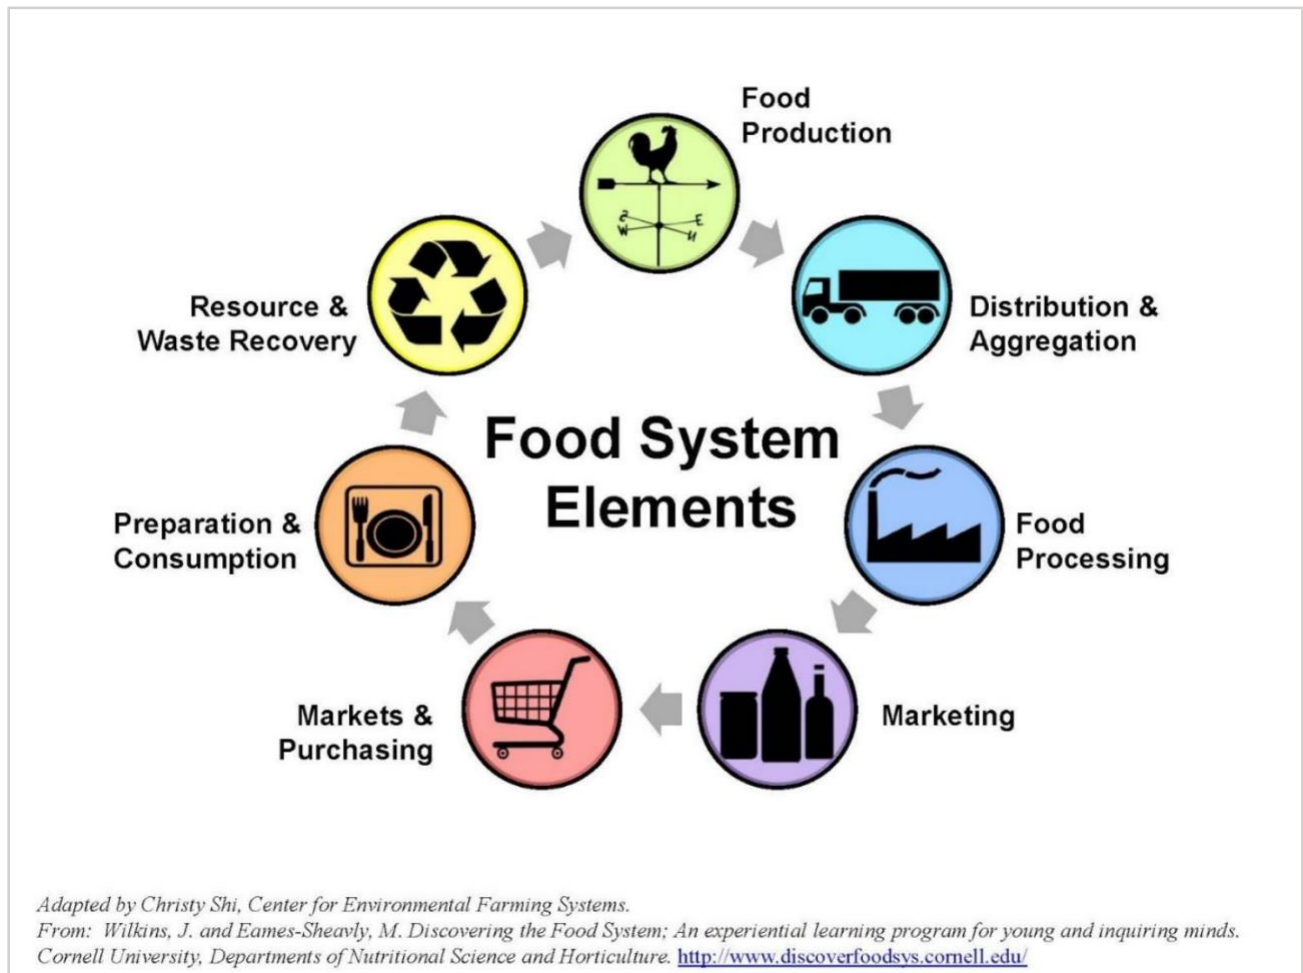 Food
Production
Distribution &
Aggregation
Food
Processing
Marketing
Markets &
Purchasing
Preparation &
Consumption
Resource &
Waste Recovery
Food System
Elements
S
E
W
N
Adapted by Christy Shi, Center for Environmental Farming Systems.
From: Wilkins, J. and Eames-Sheavly, M. Discovering the Food System; An experiential learning program for young and inquiring minds.
Cornell University, Departments of Nutritional Science and Horticulture. http://www.discoverfoodsys.cornell.edu/